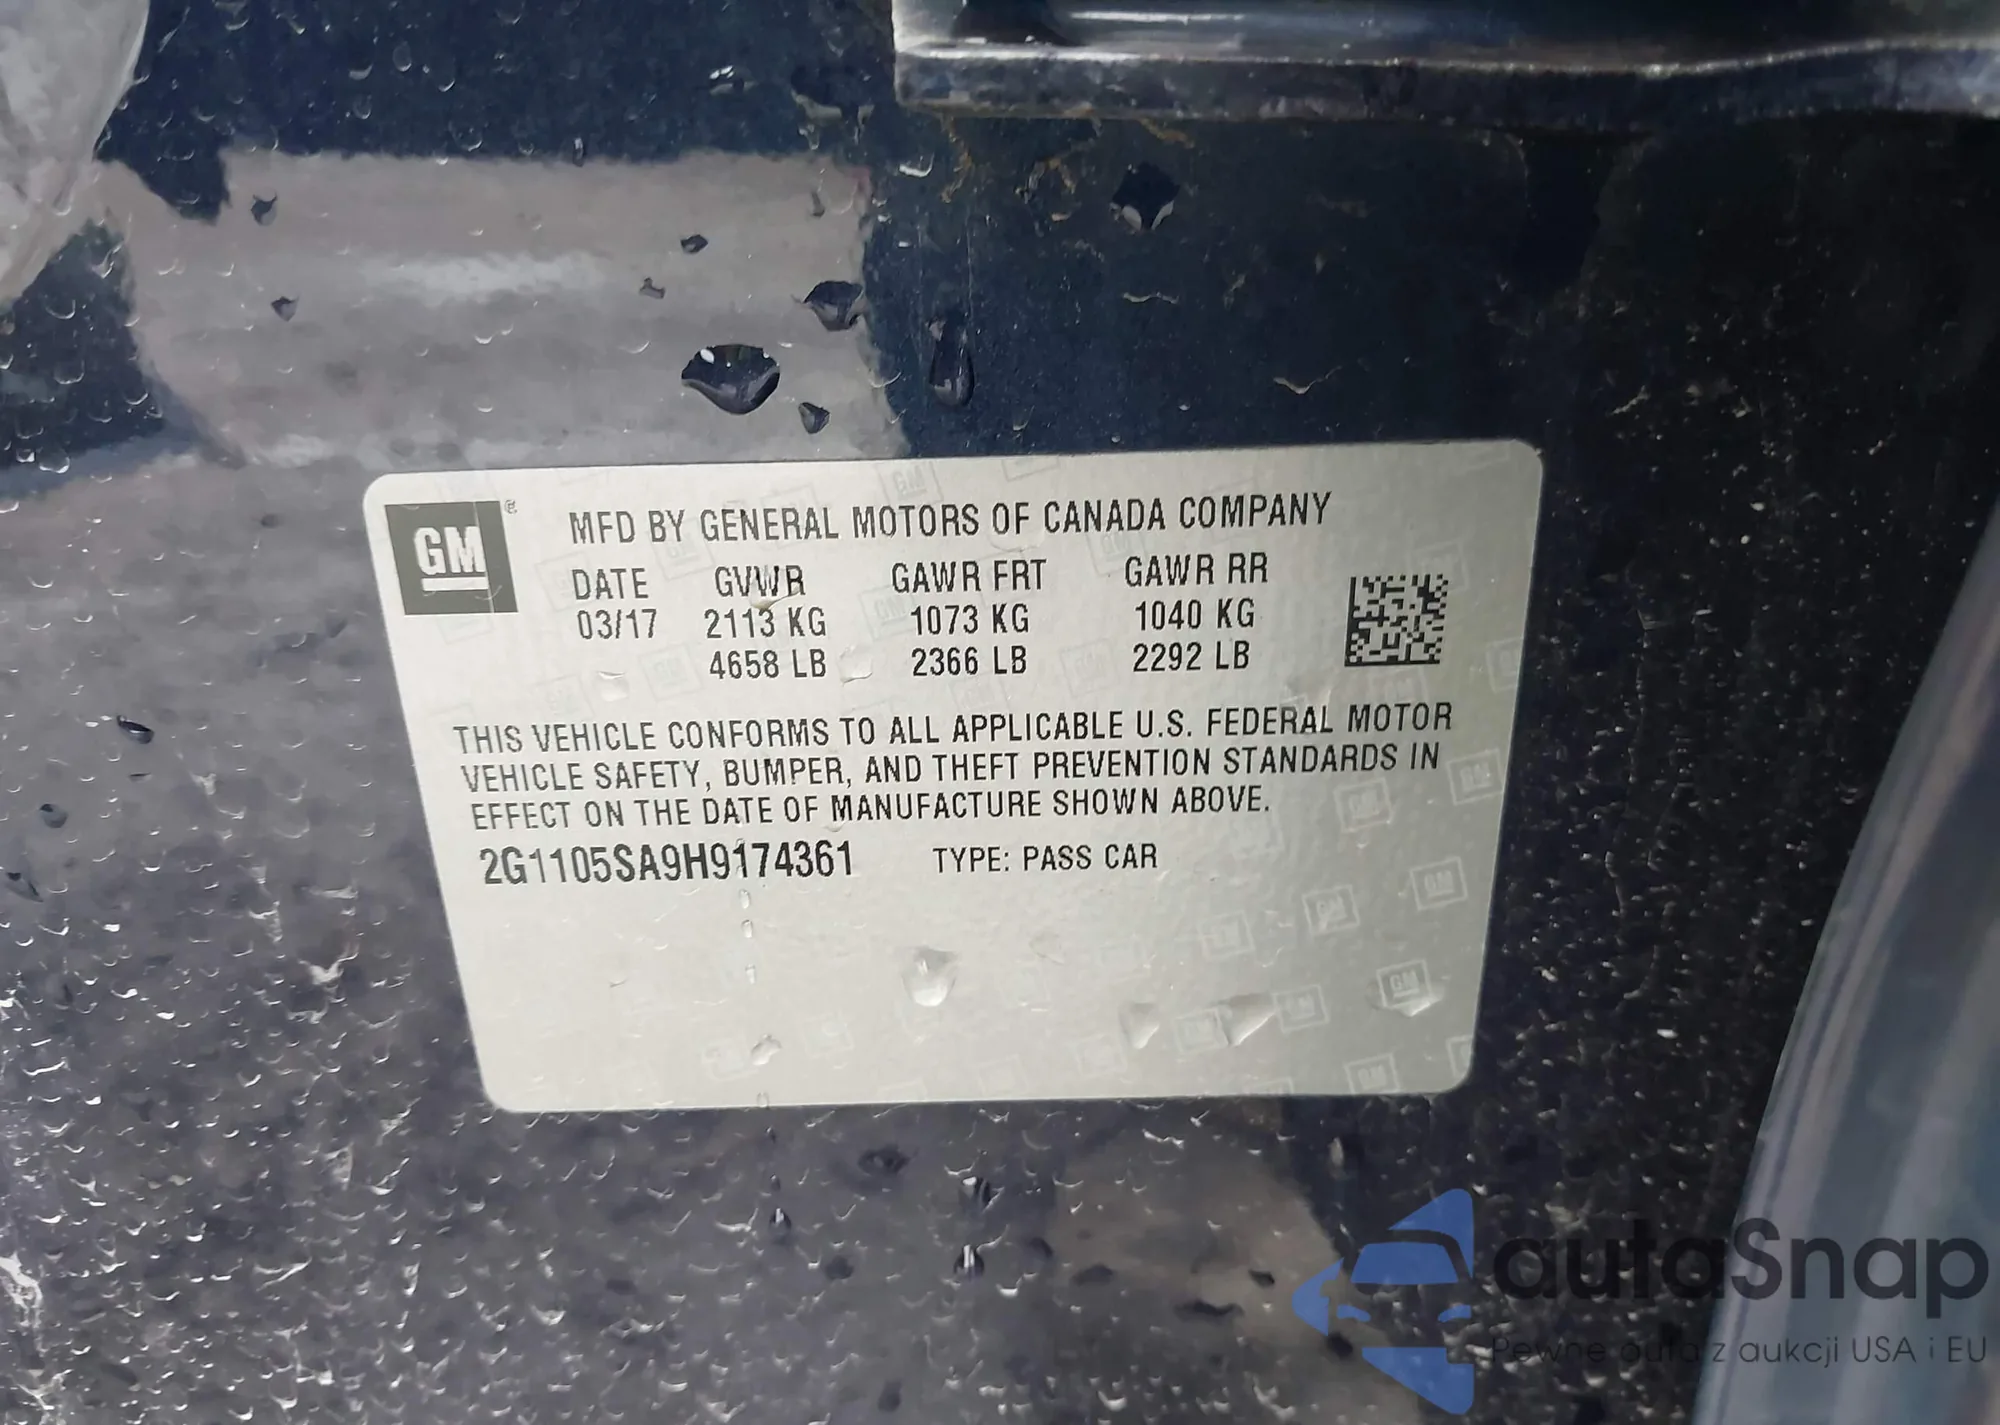 GM
MFD BY GENERAL MOTORS OF CANADA COMPANY
DATE GVWR GAWR FRT GAWR RR
03/17 2113 KG 1073 KG 1040 KG
4658 LB 2366 LB 2292 LB
THIS VEHICLE CONFORMS TO ALL APPLICABLE U.S. FEDERAL MOTOR
VEHICLE SAFETY, BUMPER, AND THEFT PREVENTION STANDARDS IN
EFFECT ON THE DATE OF MANUFACTURE SHOWN ABOVE.
2G1105SA9H9174361 TYPE: PASS CAR
autaSnap
Pewne auta z aukcji USA i EU